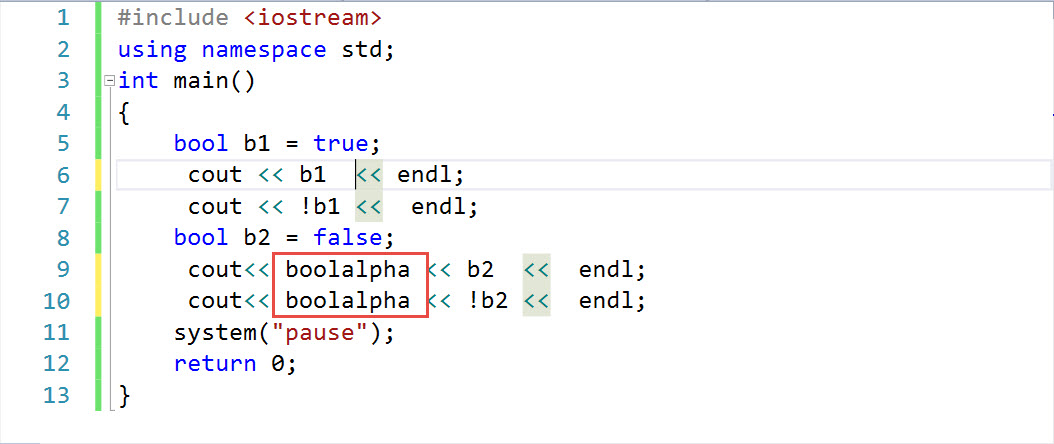 1 #include <iostream>
2 using namespace std;
3 int main()
4 {
5 bool b1 = true;
6 cout << b1  << endl;
7 cout << !b1 <<  endl;
8 bool b2 = false;
9 cout<< boolalpha << b2  <<  endl;
10 cout<< boolalpha << !b2 <<  endl;
11 system("pause");
12 return 0;
13 }